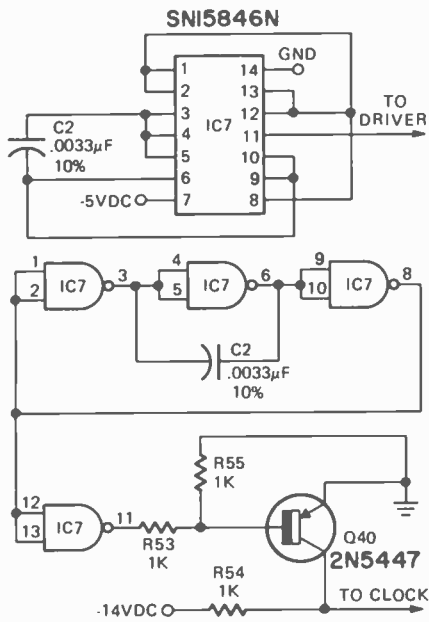 SN15846N
GND
1 14
2 13
3 12
TO
DRIVER
4 IC7 11
5 10
6 9
7 8
C2
.0033µF
10%
-5VDC
1
2
IC7
3
4
5
IC7
6
9
10
IC7
8
C2
.0033µF
10%
R55
1K
12
13
IC7
11
R53
1K
Q40
2N5447
R54
1K
-14VDC
TO CLOCK